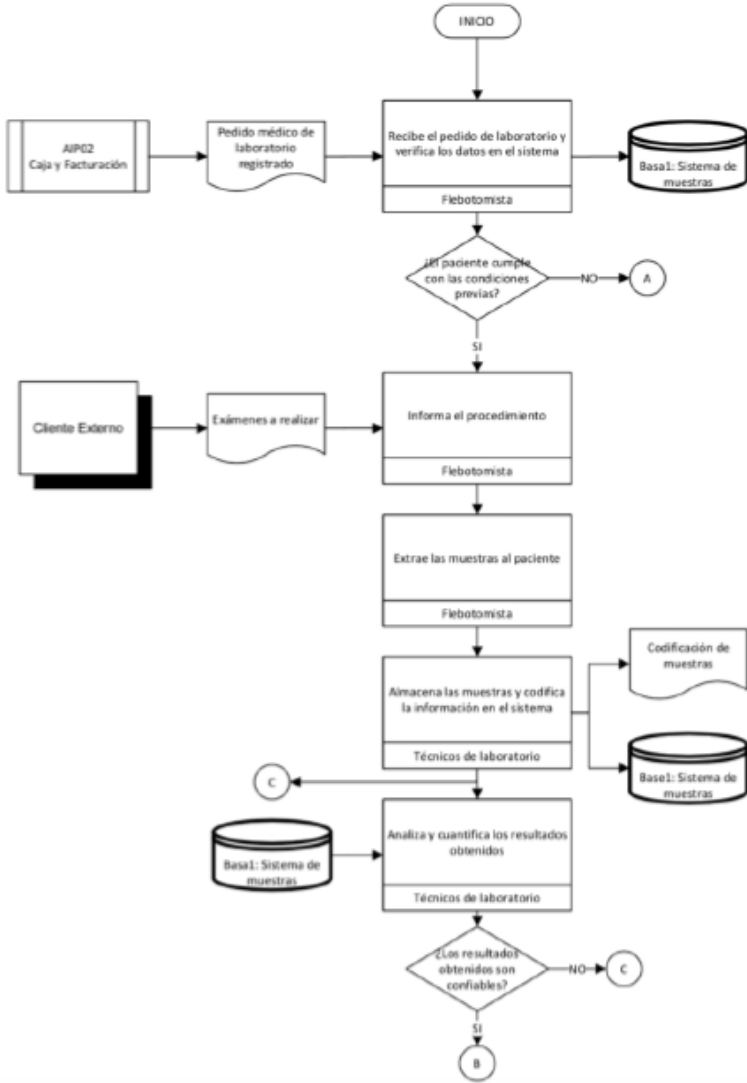 INICIO
AIP02
Caja y Facturación
Pedido médico de
laboratorio
registrado
Recibe el pedido de laboratorio y
verifica los datos en el sistema
Flebotomista
Basa1: Sistema de
muestras
¿El paciente cumple
con las condiciones
previas?
NO
A
SI
Cliente Externo
Exámenes a realizar
Informa el procedimiento
Flebotomista
Extrae las muestras al paciente
Flebotomista
Almacena las muestras y codifica
la información en el sistema
Técnicos de laboratorio
Codificación de
muestras
Base1: Sistema de
muestras
C
Basa1: Sistema de
muestras
Analiza y cuantifica los resultados
obtenidos
Técnicos de laboratorio
¿Los resultados
obtenidos son
confiables?
NO
C
SI
B